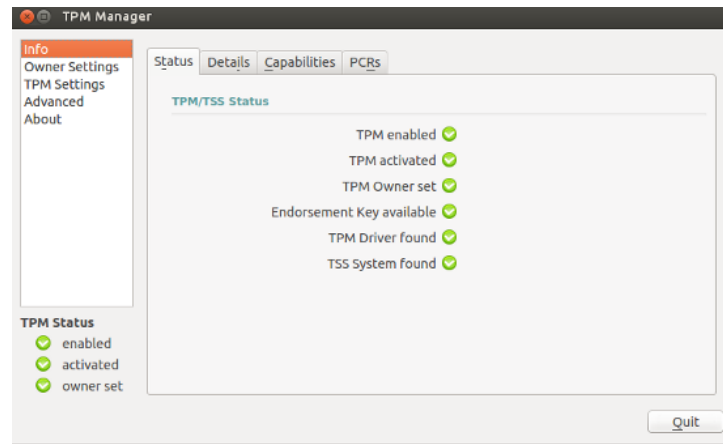 TPM Manager
Info
Owner Settings
TPM Settings
Advanced
About
Status Details Capabilities PCRs
TPM/TSS Status
TPM enabled
TPM activated
TPM Owner set
Endorsement Key available
TPM Driver found
TSS System found
TPM Status
enabled
activated
owner set
Quit